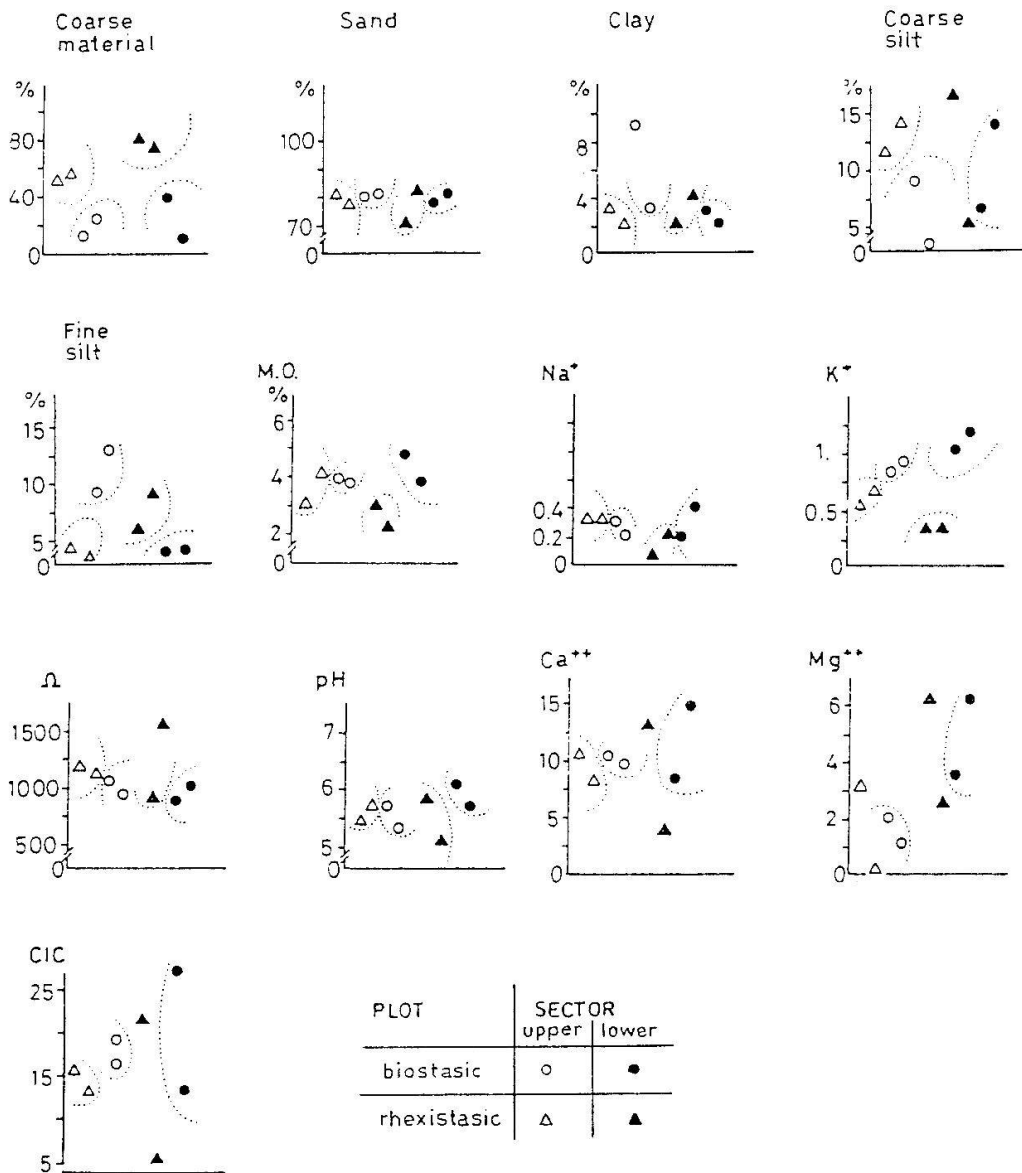 Coarse
material
Sand
Clay
Coarse
silt
%
80
40
0
%
100
70
0
%
8
4
0
%
15
10
5
0
Fine
silt
%
15
10
5
0
M.O.
%
6
4
2
0
Na⁺
0.4
0.2
0
K⁺
1.
0.5
0
Ω
1500
1000
500
0
pH
7
6
5
0
Ca⁺⁺
15
10
5
0
Mg⁺⁺
6
4
2
0
CIC
25
15
5
PLOT SECTOR
upper lower
biostasic
rhexistasic